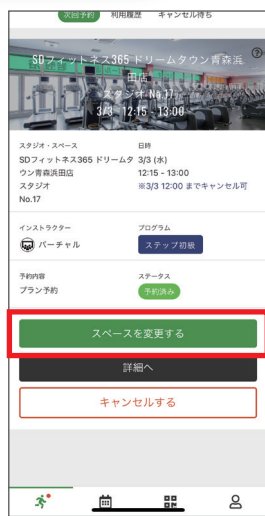 次回予約 利用履歴 キャンセル待ち
SDフィットネス365 ドリームタウン青森浜
田店
スタジオ No.17
3/3 12:15 - 13:00
スタジオ・スペース 日時
SDフィットネス365 ドリームタ 3/3 (水)
ウン青森浜田店 12:15 - 13:00
スタジオ ※3/3 12:00 までキャンセル可
No.17
インストラクター プログラム
バーチャル ステップ初級
予約内容 ステータス
プラン予約 予約済み
スペースを変更する
詳細へ
キャンセルする